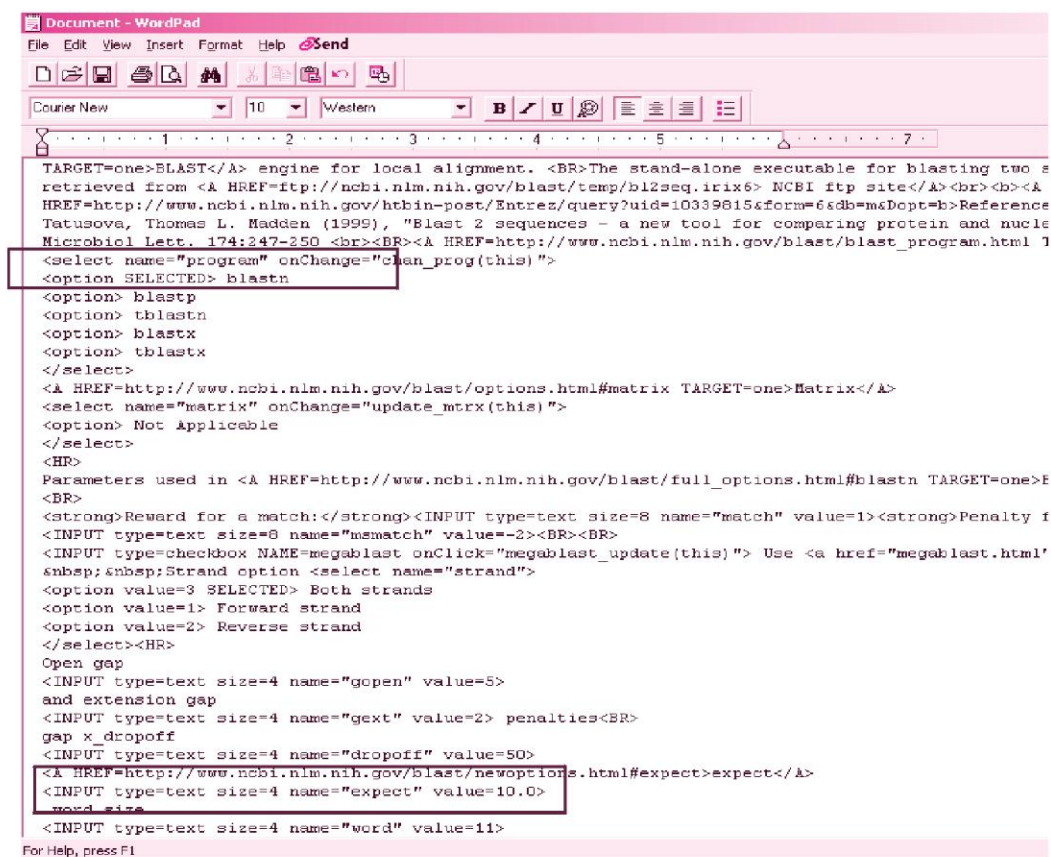 Document - WordPad
File Edit View Insert Format Help Send
Courier New 10 Western B I U
1 2 3 4 5 7
TARGET=one>BLAST</A> engine for local alignment. <BR>The stand-alone executable for blasting two s
retrieved from <A HREF=ftp://ncbi.nlm.nih.gov/blast/temp/bl2seq.irix6> NCBI ftp site</A><br><b><A
HREF=http://www.ncbi.nlm.nih.gov/htbin-post/Entrez/query?uid=10339815&form=6&db=m&Dopt=b>Reference
Tatusova, Thomas L. Madden (1999), "Blast 2 sequences - a new tool for comparing protein and nucle
Microbiol Lett. 174:247-250 <br><BR><A HREF=http://www.ncbi.nlm.nih.gov/blast/blast_program.html T
<select name="program" onChange="chan_prog(this)">
<option SELECTED> blastn
<option> blastp
<option> tblastn
<option> blastx
<option> tblastx
</select>
<A HREF=http://www.ncbi.nlm.nih.gov/blast/options.html#matrix TARGET=one>Matrix</A>
<select name="matrix" onChange="update_mtrx(this)">
<option> Not Applicable
</select>
<HR>
Parameters used in <A HREF=http://www.ncbi.nlm.nih.gov/blast/full_options.html#blastn TARGET=one>B
<BR>
<strong>Reward for a match:</strong><INPUT type=text size=8 name="match" value=1><strong>Penalty f
<INPUT type=text size=8 name="msmatch" value=-2><BR><BR>
<INPUT type=checkbox NAME=megablast onClick="megablast_update(this)"> Use <a href="megablast.html"
&nbsp;&nbsp;Strand option <select name="strand">
<option value=3 SELECTED> Both strands
<option value=1> Forward strand
<option value=2> Reverse strand
</select><HR>
Open gap
<INPUT type=text size=4 name="gopen" value=5>
and extension gap
<INPUT type=text size=4 name="gext" value=2> penalties<BR>
gap x_dropoff
<INPUT type=text size=4 name="dropoff" value=50>
<A HREF=http://www.ncbi.nlm.nih.gov/blast/newoptions.html#expect>expect</A>
<INPUT type=text size=4 name="expect" value=10.0>
word size
<INPUT type=text size=4 name="word" value=11>
For Help, press F1